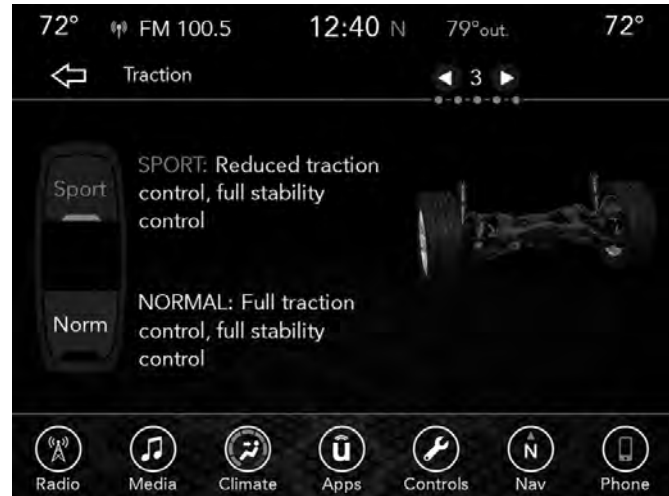 72° FM 100.5 12:40 N 79°out. 72°
Traction 3
Sport
SPORT: Reduced traction
control, full stability
control
Norm
NORMAL: Full traction
control, full stability
control
Radio Media Climate Apps Controls Nav Phone
û N